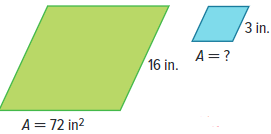 3 in.
16 in.
A = ?
A = 72 in²